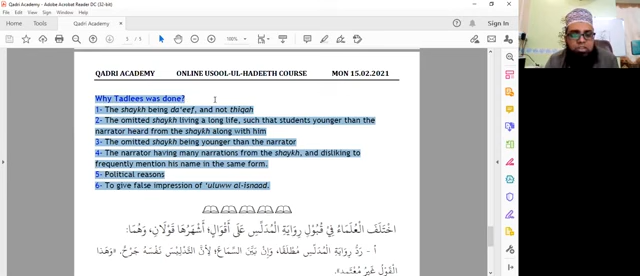 Qadri Academy - Adobe Acrobat Reader DC (32-bit)
File Edit View Sign Window Help
Home Tools Qadri Academy
Sign In
5 / 5
100%
QADRI ACADEMY ONLINE USOOL-UL-HADEETH COURSE MON 15.02.2021
Why Tadlees was done?
1- The shaykh being da'eef, and not thiqah
2- The omitted shaykh living a long life, such that students younger than the
narrator heard from the shaykh along with him
3- The omitted shaykh being younger than the narrator
4- The narrator having many narrations from the shaykh, and disliking to
frequently mention his name in the same form.
5- Political reasons
6- To give false impression of 'uluww al-Isnaad.
اخْتَلَفَ الْعُلَمَاءُ فِي قَبُولِ رِوَايَةِ الْمُدَلِّسِ عَلَى أَقْوَالٍ؛ أَشْهَرُهَا قَوْلَانِ، وَهُمَا:
أ - رَدُّ رِوَايَةِ الْمُدَلِّسِ مُطْلَقًا، وَإِنْ بَيَّنَ السَّمَاعَ؛ لِأَنَّ التَّدْلِيسَ نَفْسَهُ جَرْحٌ. «وَهَذَا
الْقَوْلُ غَيْرُ مُعْتَمَدٍ».